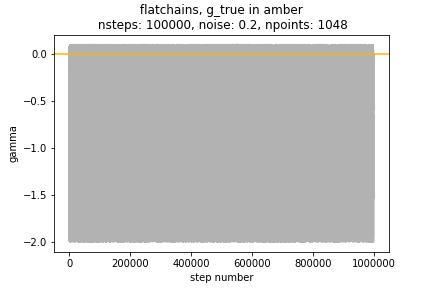 flatchains, g_true in amber
nsteps: 100000, noise: 0.2, npoints: 1048
0.0
−0.5
−1.0
−1.5
−2.0
gamma
0 200000 400000 600000 800000 1000000
step number